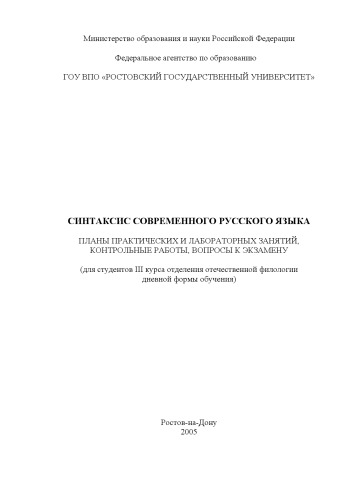 Министерство образования и науки Российской Федерации
Федеральное агентство по образованию
ГОУ ВПО «РОСТОВСКИЙ ГОСУДАРСТВЕННЫЙ УНИВЕРСИТЕТ»
СИНТАКСИС СОВРЕМЕННОГО РУССКОГО ЯЗЫКА
ПЛАНЫ ПРАКТИЧЕСКИХ И ЛАБОРАТОРНЫХ ЗАНЯТИЙ,
КОНТРОЛЬНЫЕ РАБОТЫ, ВОПРОСЫ К ЭКЗАМЕНУ
(для студентов III курса отделения отечественной филологии
дневной формы обучения)
Ростов-на-Дону
2005